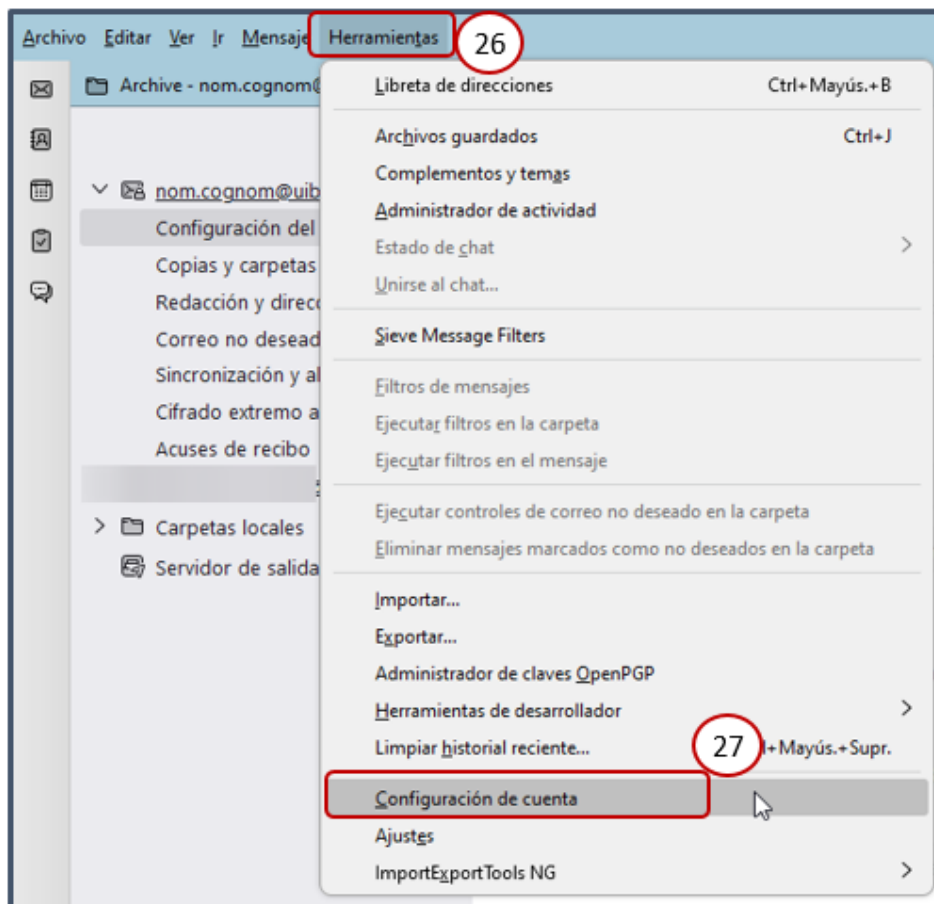 Archivo Editar Ver Ir Mensaje Herramientas 26
Archive - nom.cognom@
nom.cognom@uib
Configuración del
Copias y carpetas
Redacción y direcc
Correo no desead
Sincronización y al
Cifrado extremo a
Acuses de recibo
Carpetas locales
Servidor de salida
Libreta de direcciones Ctrl+Mayús.+B
Archivos guardados Ctrl+J
Complementos y temas
Administrador de actividad
Estado de chat
Unirse al chat...
Sieve Message Filters
Filtros de mensajes
Ejecutar filtros en la carpeta
Ejecutar filtros en el mensaje
Ejecutar controles de correo no deseado en la carpeta
Eliminar mensajes marcados como no deseados en la carpeta
Importar...
Exportar...
Administrador de claves OpenPGP
Herramientas de desarrollador
Limpiar historial reciente... 27 l+Mayús.+Supr.
Configuración de cuenta
Ajustes
ImportExportTools NG